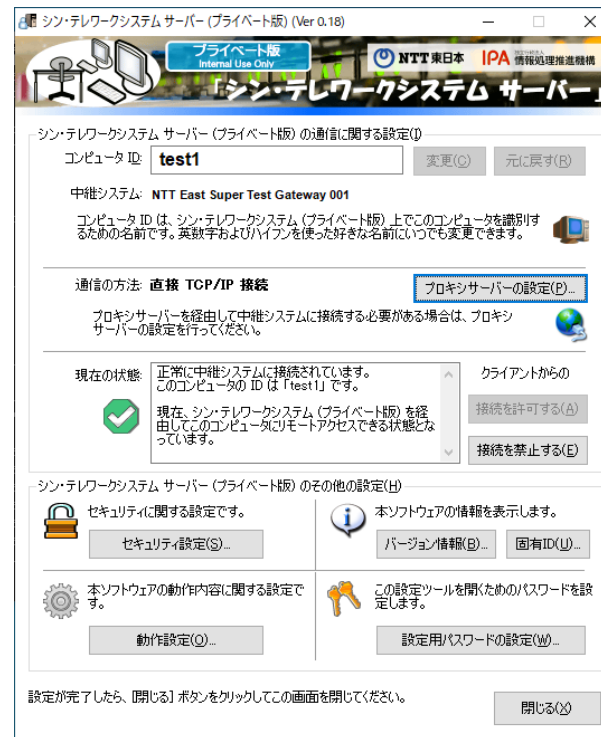 シン・テレワークシステム サーバー (プライベート版) (Ver 0.18)
プライベート版
Internal Use Only
NTT東日本
IPA 情報処理推進機構
「シン・テレワークシステム サーバー」
シン・テレワークシステム サーバー (プライベート版) の通信に関する設定(I)
コンピュータ ID:
test1
変更(C)
元に戻す(R)
中継システム: NTT East Super Test Gateway 001
コンピュータ ID は、シン・テレワークシステム (プライベート版) 上でこのコンピュータを識別す
るための名前です。英数字およびハイフンを使った好きな名前にいつでも変更できます。
通信の方法: 直接 TCP/IP 接続
プロキシサーバーの設定(P)...
プロキシサーバーを経由して中継システムに接続する必要がある場合は、プロキシ
サーバーの設定を行ってください。
現在の状態:
正常に中継システムに接続されています。
このコンピュータの ID は「test1」です。
現在、シン・テレワークシステム (プライベート版) を経
由してこのコンピュータにリモートアクセスできる状態とな
っています。
クライアントからの
接続を許可する(A)
接続を禁止する(E)
シン・テレワークシステム サーバー (プライベート版) のその他の設定(H)
セキュリティに関する設定です。
セキュリティ設定(S)...
本ソフトウェアの情報を表示します。
バージョン情報(B)...
固有ID(U)...
本ソフトウェアの動作内容に関する設定で
す。
動作設定(O)...
この設定ツールを開くためのパスワードを設
定します。
設定用パスワードの設定(W)...
設定が完了したら、[閉じる] ボタンをクリックしてこの画面を閉じてください。
閉じる(X)